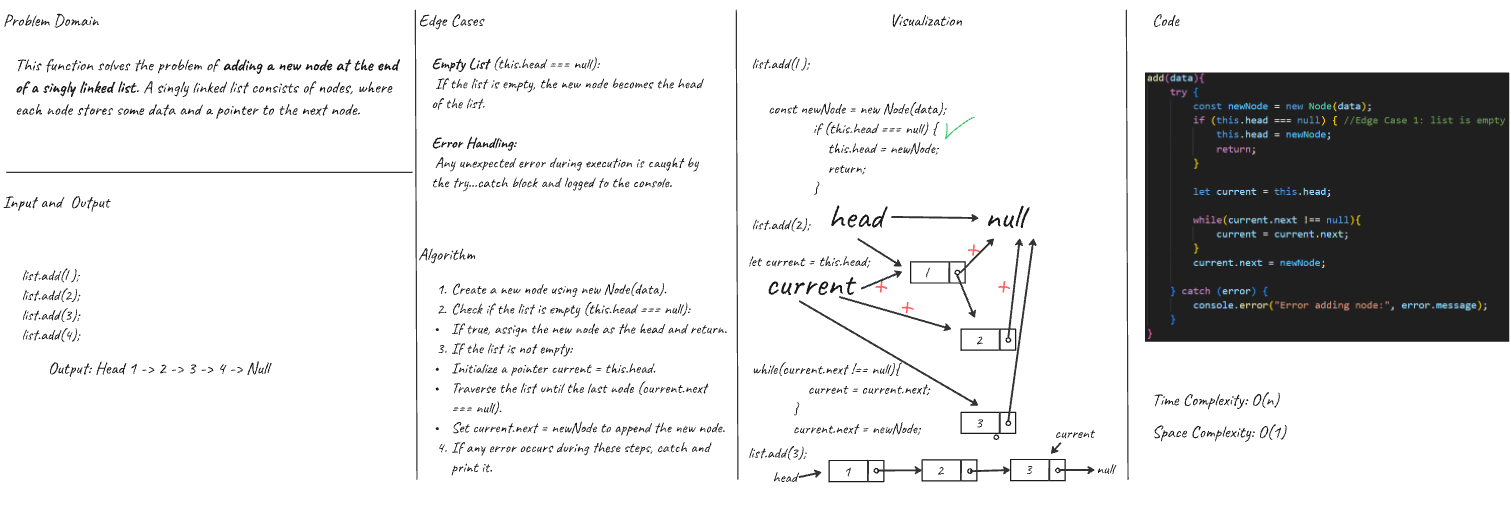 Problem Domain
This function solves the problem of adding a new node at the end
of a singly linked list. A singly linked list consists of nodes, where
each node stores some data and a pointer to the next node.
Input and Output
list.add(1);
list.add(2);
list.add(3);
list.add(4);
Output: Head 1 -> 2 -> 3 -> 4 -> Null
Edge Cases
Empty List (this.head === null):
If the list is empty, the new node becomes the head
of the list.
Error Handling:
Any unexpected error during execution is caught by
the try...catch block and logged to the console.
Algorithm
1. Create a new node using new Node(data).
2. Check if the list is empty (this.head === null):
• If true, assign the new node as the head and return.
3. If the list is not empty:
• Initialize a pointer current = this.head.
• Traverse the list until the last node (current.next
=== null).
• Set current.next = newNode to append the new node.
4. If any error occurs during these steps, catch and
print it.
Visualization
list.add(1);
const newNode = new Node(data);
if (this.head === null) {
this.head = newNode;
return;
}
list.add(2);
head
null
let current = this.head;
1
current
2
while(current.next !== null){
current = current.next;
}
3
current.next = newNode;
current
list.add(3);
head
1
2
3
null
Code
add(data){
try {
const newNode = new Node(data);
if (this.head === null) { //Edge Case 1: list is empty
this.head = newNode;
return;
}
let current = this.head;
while(current.next !== null){
current = current.next;
}
current.next = newNode;
} catch (error) {
console.error("Error adding node:", error.message);
}
}
Time Complexity: O(n)
Space Complexity: O(1)